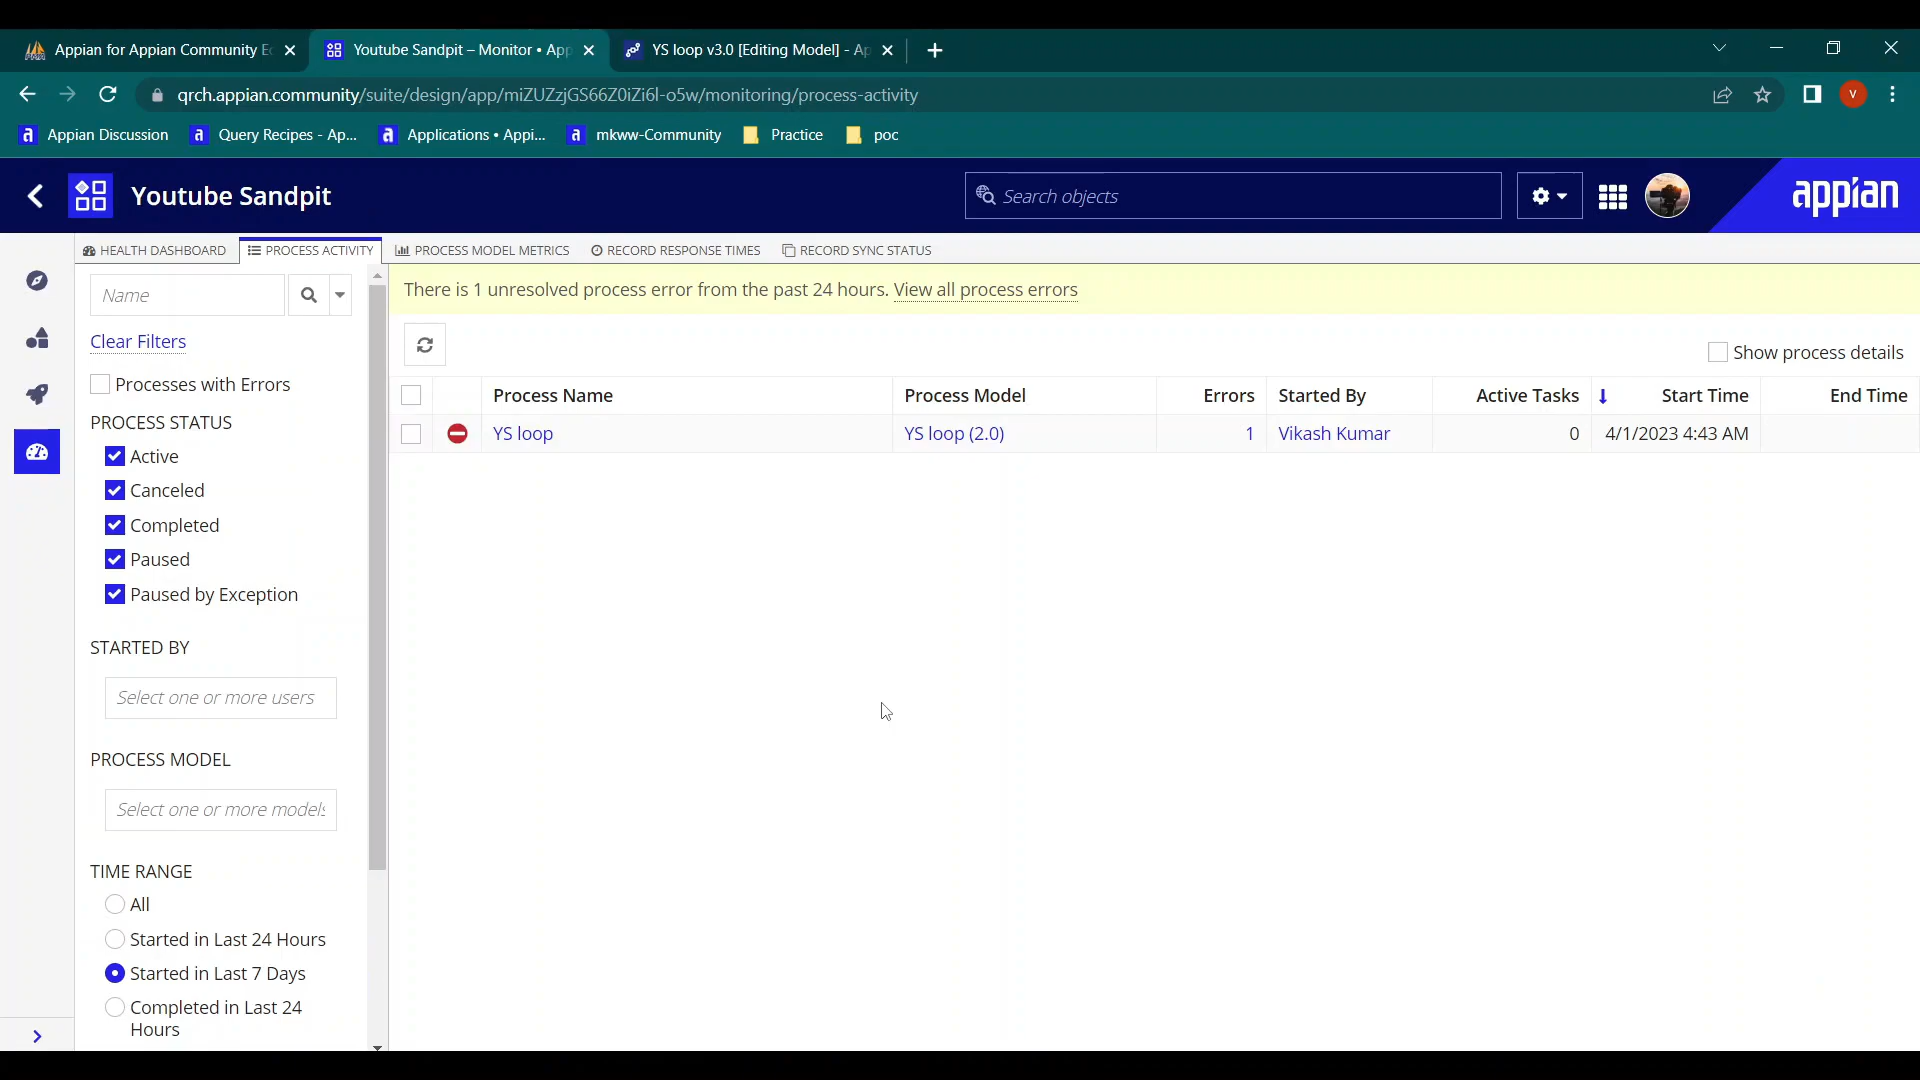 Appian for Appian Community Ec
Youtube Sandpit – Monitor • App
YS loop v3.0 [Editing Model] - Ap
qrch.appian.community/suite/design/app/miZUZzjGS66Z0iZi6l-o5w/monitoring/process-activity
V
Appian Discussion
Query Recipes - Ap...
Applications • Appi...
mkww-Community
Practice
poc
Youtube Sandpit
Search objects
appian
HEALTH DASHBOARD
PROCESS ACTIVITY
PROCESS MODEL METRICS
RECORD RESPONSE TIMES
RECORD SYNC STATUS
Name
Clear Filters
Processes with Errors
PROCESS STATUS
Active
Canceled
Completed
Paused
Paused by Exception
STARTED BY
Select one or more users
PROCESS MODEL
Select one or more models
TIME RANGE
All
Started in Last 24 Hours
Started in Last 7 Days
Completed in Last 24
Hours
There is 1 unresolved process error from the past 24 hours. View all process errors
Show process details
Process Name Process Model Errors Started By Active Tasks Start Time End Time
YS loop YS loop (2.0) 1 Vikash Kumar 0 4/1/2023 4:43 AM